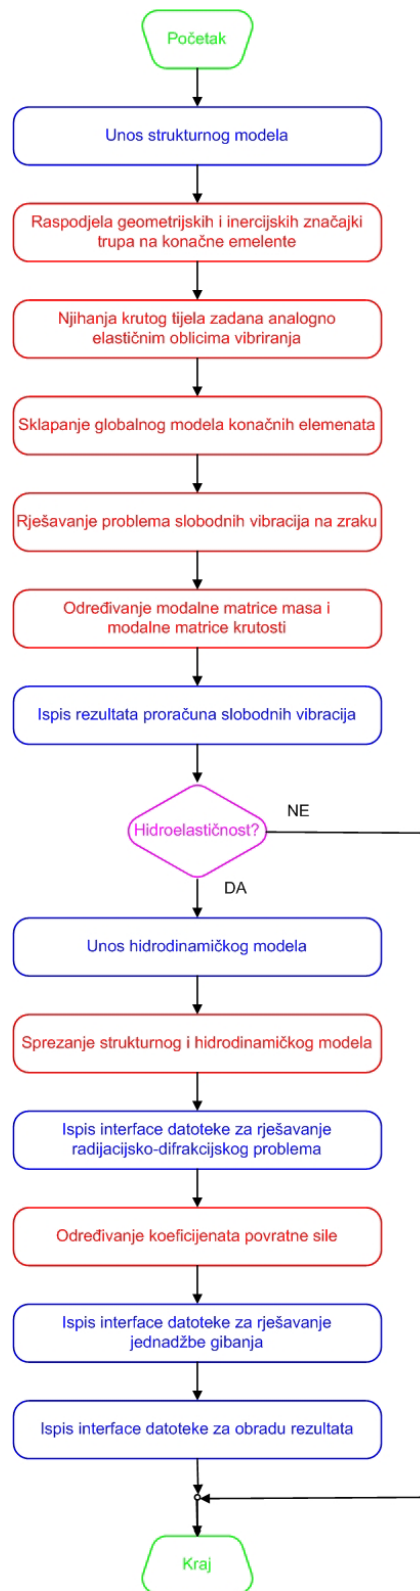 Početak
Unos strukturnog modela
Raspodjela geometrijskih i inercijskih značajki
trupa na konačne emelente
Njihanja krutog tijela zadana analogno
elastičnim oblicima vibriranja
Sklapanje globalnog modela konačnih elemenata
Rješavanje problema slobodnih vibracija na zraku
Određivanje modalne matrice masa i
modalne matrice krutosti
Ispis rezultata proračuna slobodnih vibracija
Hidroelastičnost?
NE
DA
Unos hidrodinamičkog modela
Sprezanje strukturnog i hidrodinamičkog modela
Ispis interface datoteke za rješavanje
radijacijsko-difrakcijskog problema
Određivanje koeficijenata povratne sile
Ispis interface datoteke za rješavanje
jednadžbe gibanja
Ispis interface datoteke za obradu rezultata
Kraj